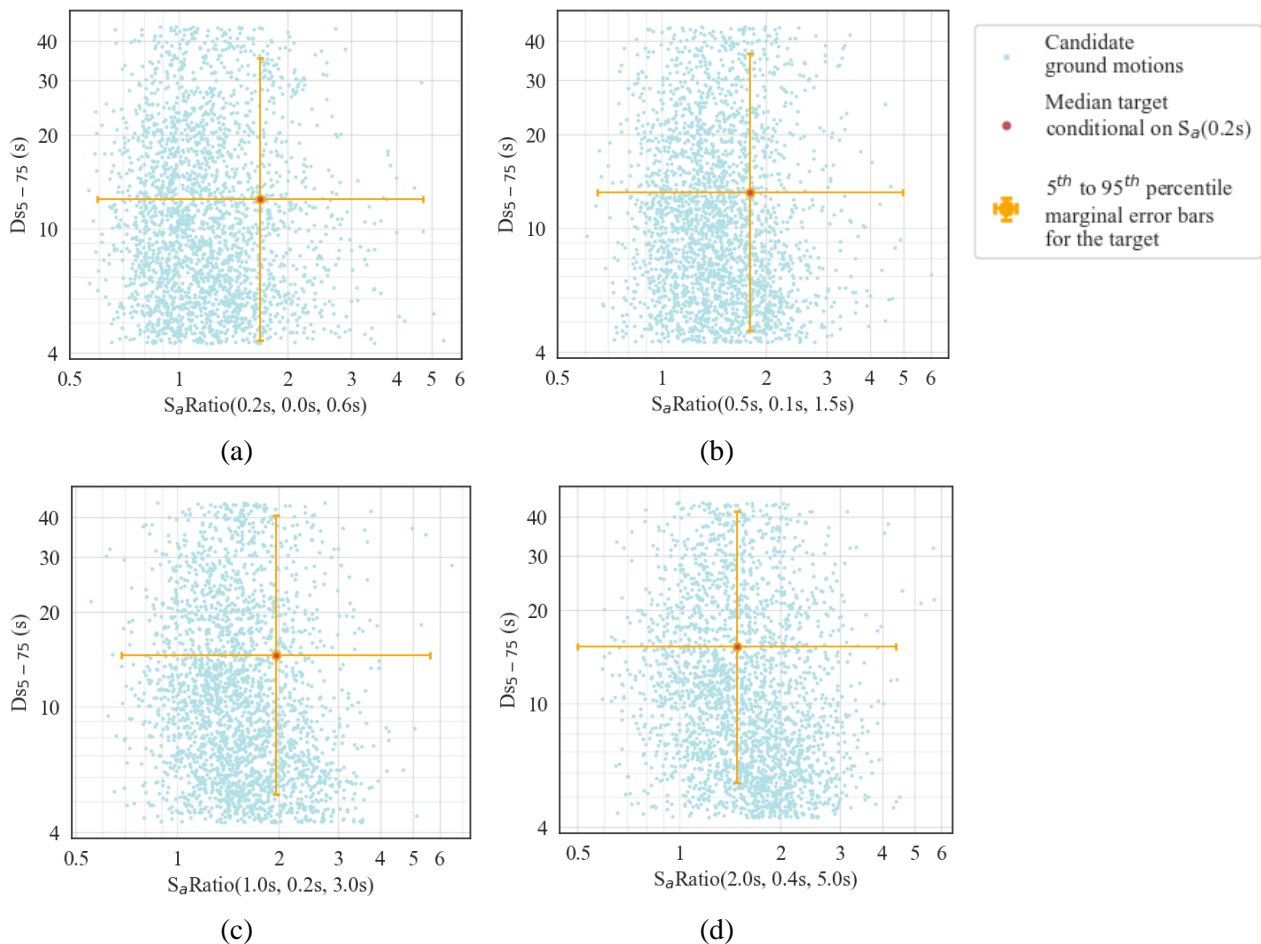 40
30
20
10
4
Ds5 − 75 (s)
0.5 1 2 3 4 5 6
SaRatio(0.2s, 0.0s, 0.6s)
(a)
40
30
20
10
4
Ds5 − 75 (s)
0.5 1 2 3 4 5 6
SaRatio(0.5s, 0.1s, 1.5s)
(b)
Candidate
ground motions
Median target
conditional on Sa(0.2s)
5th to 95th percentile
marginal error bars
for the target
40
30
20
10
4
Ds5 − 75 (s)
0.5 1 2 3 4 5 6
SaRatio(1.0s, 0.2s, 3.0s)
(c)
40
30
20
10
4
Ds5 − 75 (s)
0.5 1 2 3 4 5 6
SaRatio(2.0s, 0.4s, 5.0s)
(d)